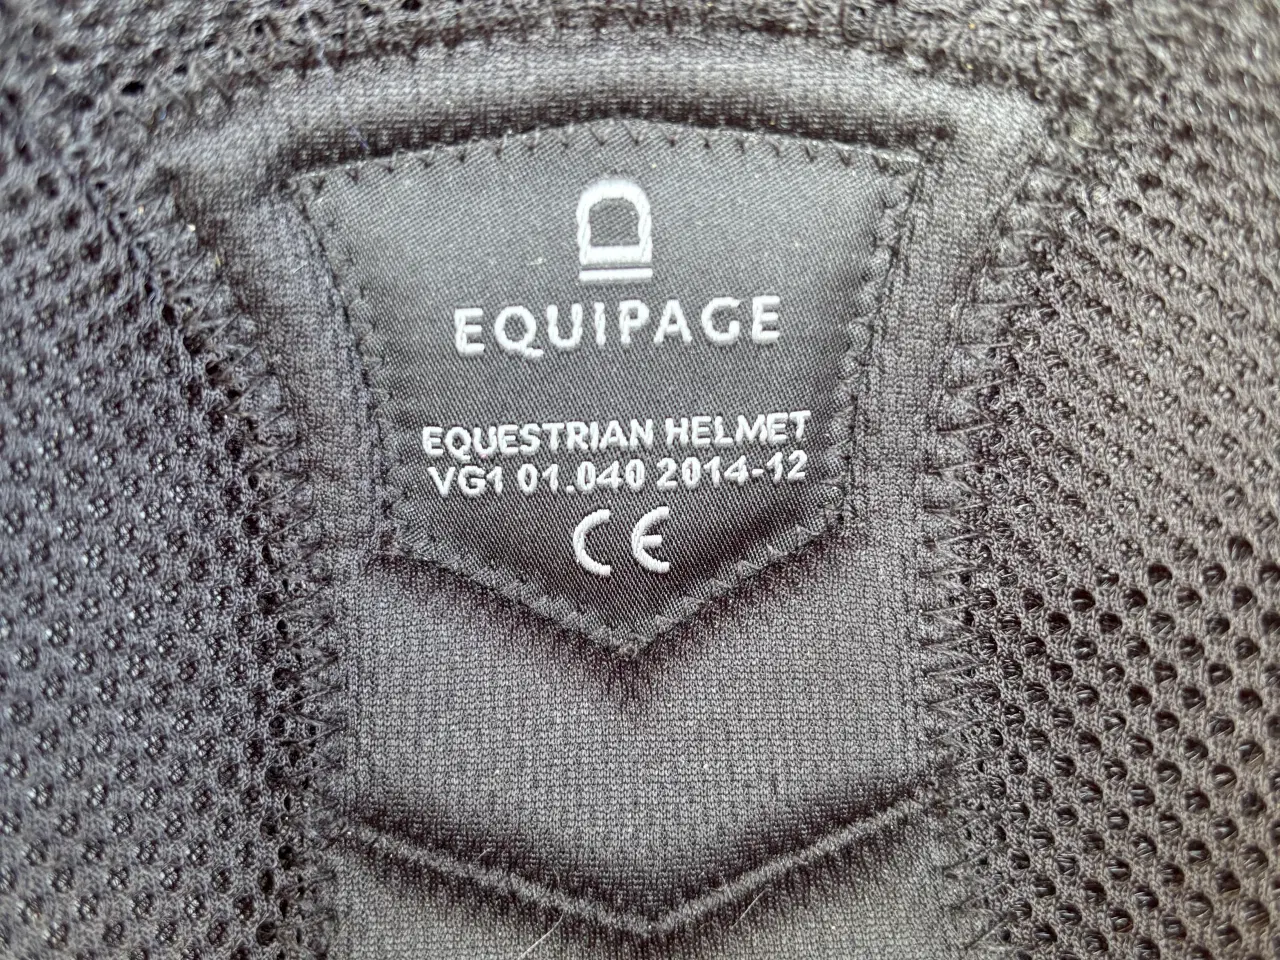 EQUIPAGE
EQUESTRIAN HELMET
VG1 01.040 2014-12
CE